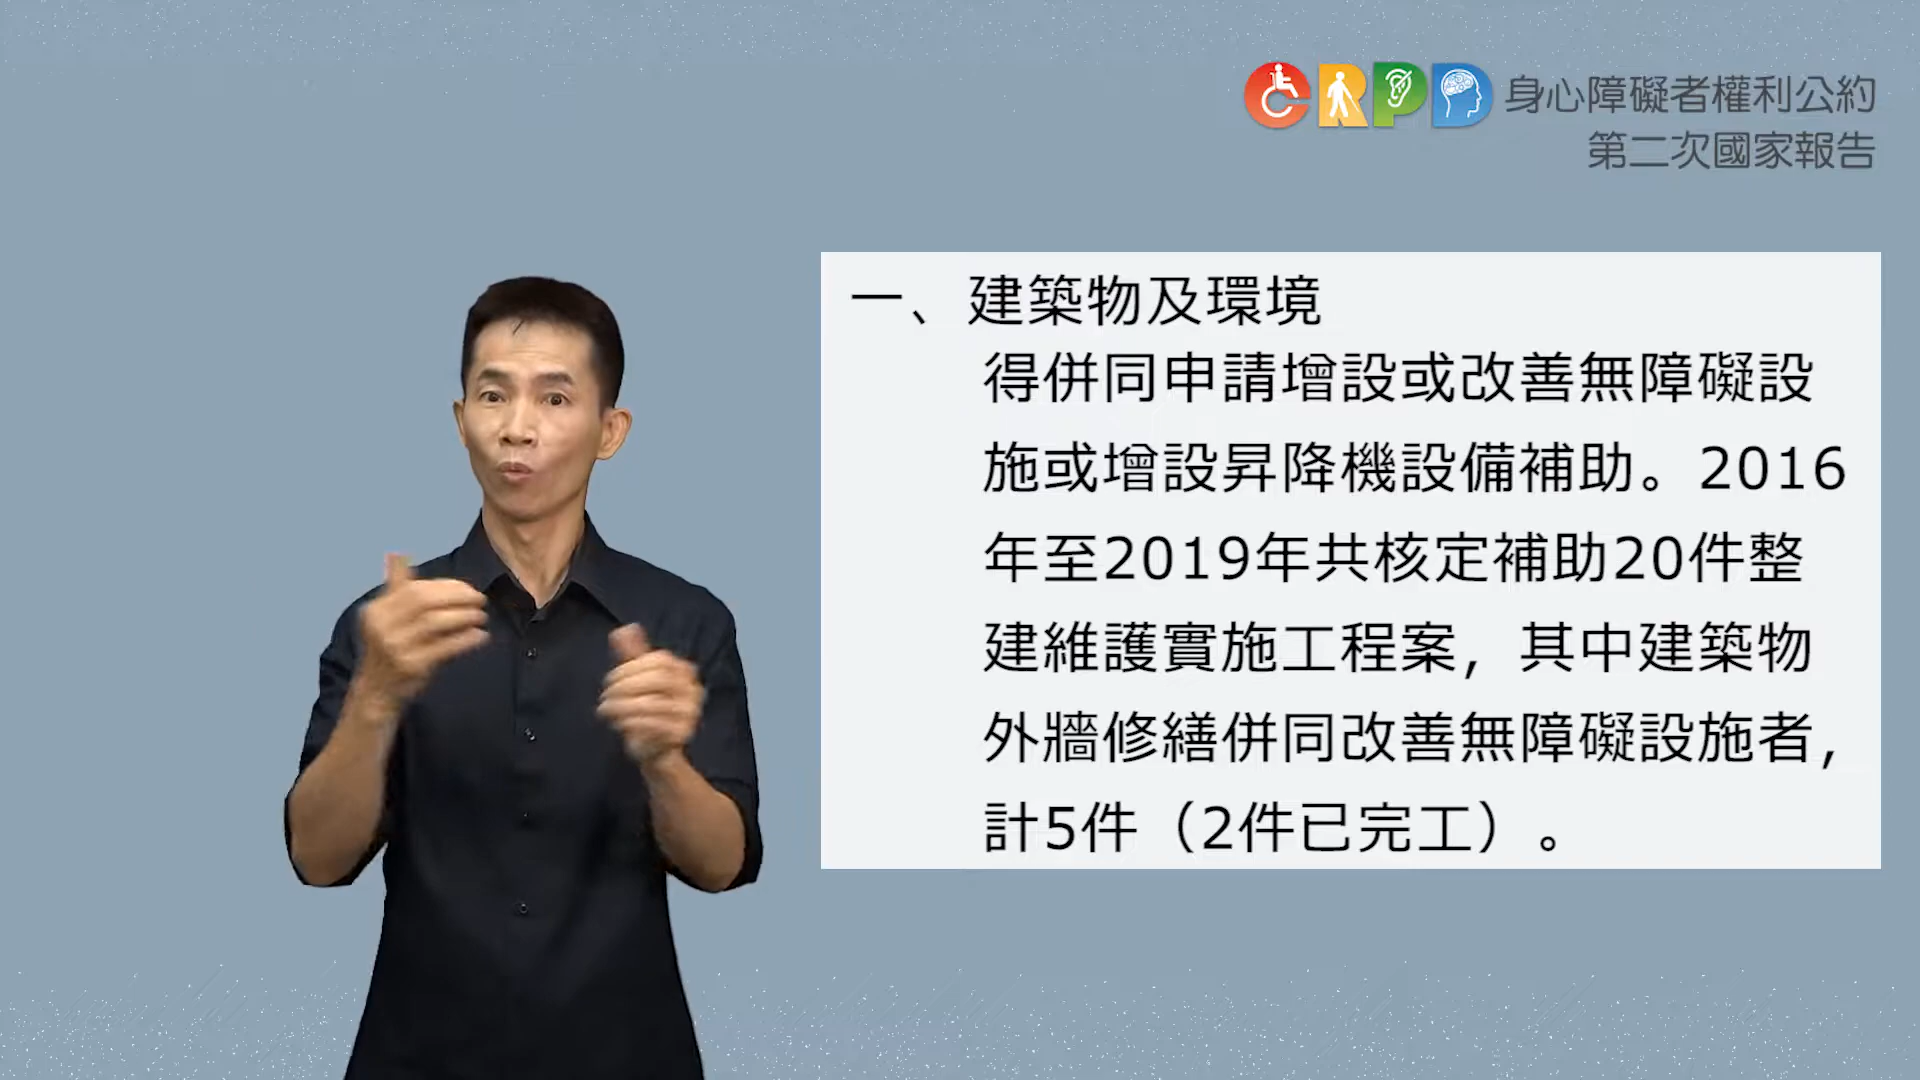 CRPD 身心障礙者權利公約
第二次國家報告
一、建築物及環境
得併同申請增設或改善無障礙設
施或增設昇降機設備補助。2016
年至2019年共核定補助20件整
建維護實施工程案，其中建築物
外牆修繕併同改善無障礙設施者，
計5件（2件已完工）。